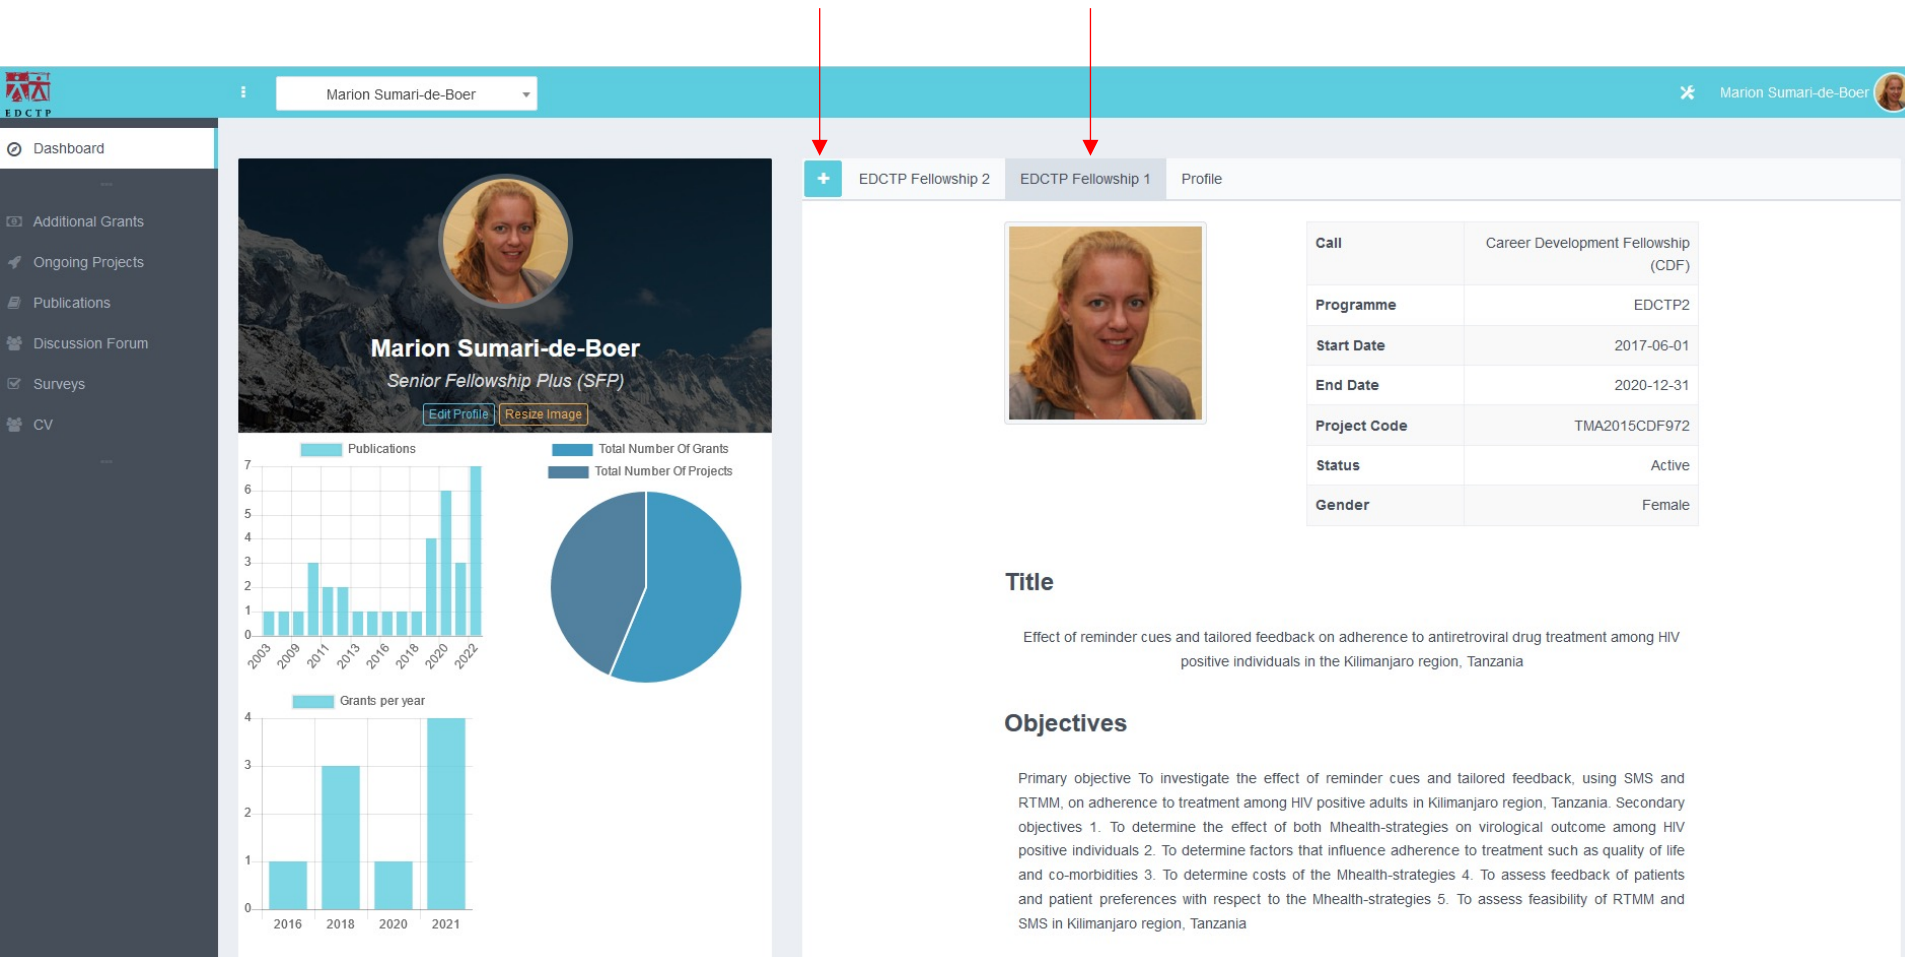 EDCTP
Marion Sumari-de-Boer
Marion Sumari-de-Boer
Dashboard
Additional Grants
Ongoing Projects
Publications
Discussion Forum
Surveys
CV
Marion Sumari-de-Boer
Senior Fellowship Plus (SFP)
Edit Profile Resize Image
Publications
7
6
5
4
3
2
1
0
2003 2009 2011 2013 2016 2018 2020 2022
Total Number Of Grants
Total Number Of Projects
Grants per year
4
3
2
1
0
2016 2018 2020 2021
+ EDCTP Fellowship 2 EDCTP Fellowship 1 Profile
Call Career Development Fellowship
(CDF)
Programme EDCTP2
Start Date 2017-06-01
End Date 2020-12-31
Project Code TMA2015CDF972
Status Active
Gender Female
Title
Effect of reminder cues and tailored feedback on adherence to antiretroviral drug treatment among HIV
positive individuals in the Kilimanjaro region, Tanzania
Objectives
Primary objective To investigate the effect of reminder cues and tailored feedback, using SMS and
RTMM, on adherence to treatment among HIV positive adults in Kilimanjaro region, Tanzania. Secondary
objectives 1. To determine the effect of both Mhealth-strategies on virological outcome among HIV
positive individuals 2. To determine factors that influence adherence to treatment such as quality of life
and co-morbidities 3. To determine costs of the Mhealth-strategies 4. To assess feedback of patients
and patient preferences with respect to the Mhealth-strategies 5. To assess feasibility of RTMM and
SMS in Kilimanjaro region, Tanzania